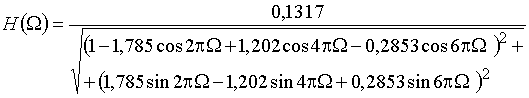 H(Ω) = 0,1317 / √( (1 − 1,785 cos 2πΩ + 1,202 cos 4πΩ − 0,2853 cos 6πΩ )² +
+ (1,785 sin 2πΩ − 1,202 sin 4πΩ + 0,2853 sin 6πΩ )² )